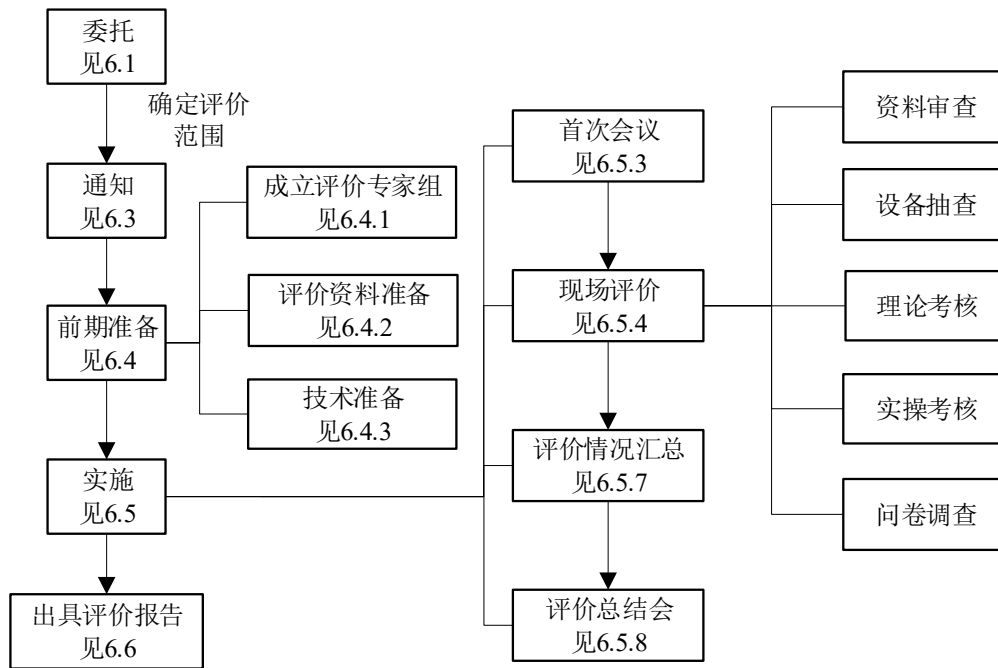 委托
见6.1
确定评价
范围
通知
见6.3
前期准备
见6.4
实施
见6.5
出具评价报告
见6.6
成立评价专家组
见6.4.1
评价资料准备
见6.4.2
技术准备
见6.4.3
首次会议
见6.5.3
现场评价
见6.5.4
评价情况汇总
见6.5.7
评价总结会
见6.5.8
资料审查
设备抽查
理论考核
实操考核
问卷调查